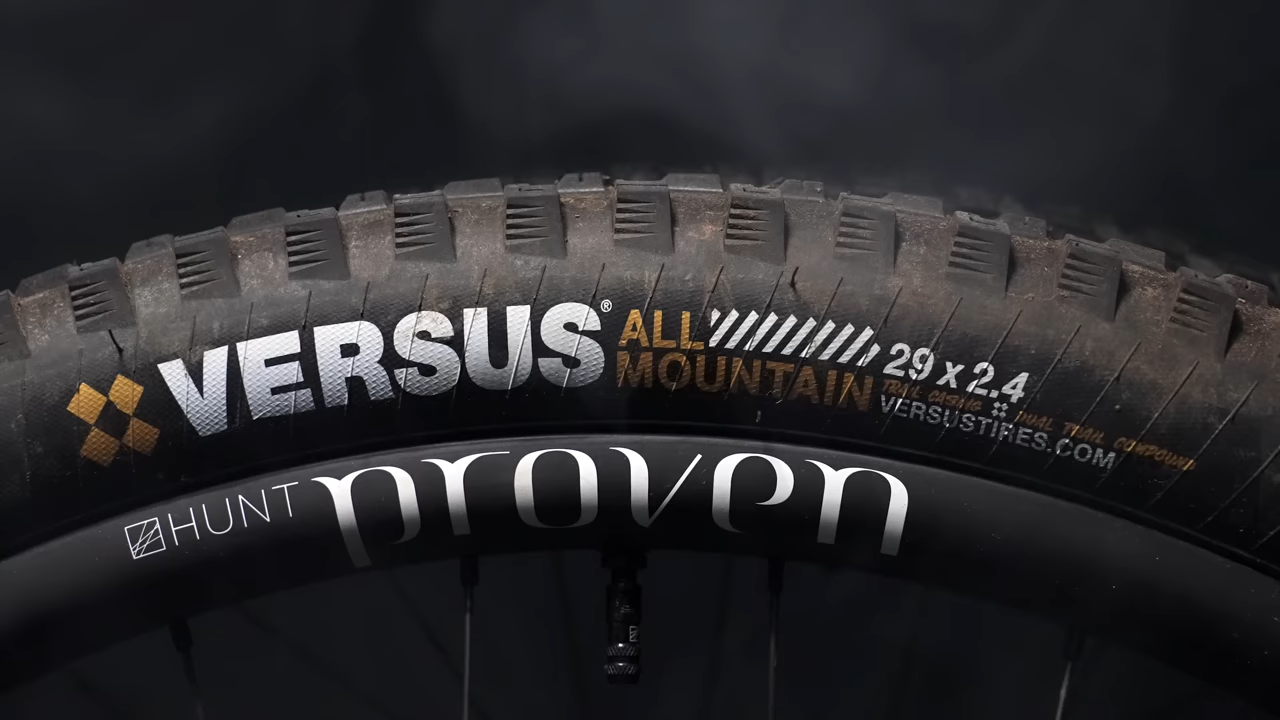 VERSUS®
ALL
MOUNTAIN
29 x 2.4
TRAIL CASING DUAL TRAIL COMPOUND
VERSUSTIRES.COM
HUNT proven